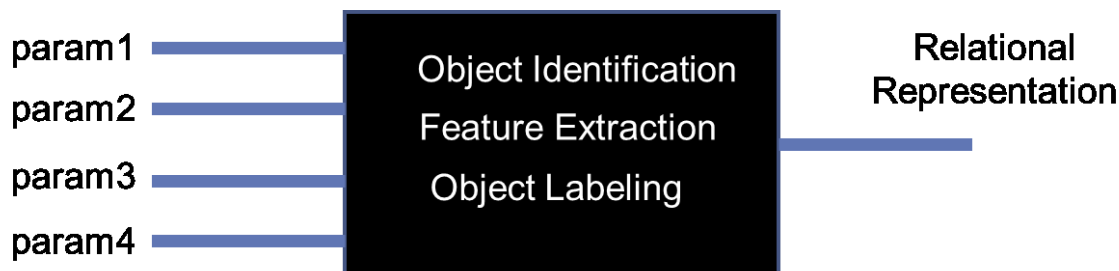 param1
param2
param3
param4
Object Identification
Feature Extraction
Object Labeling
Relational
Representation